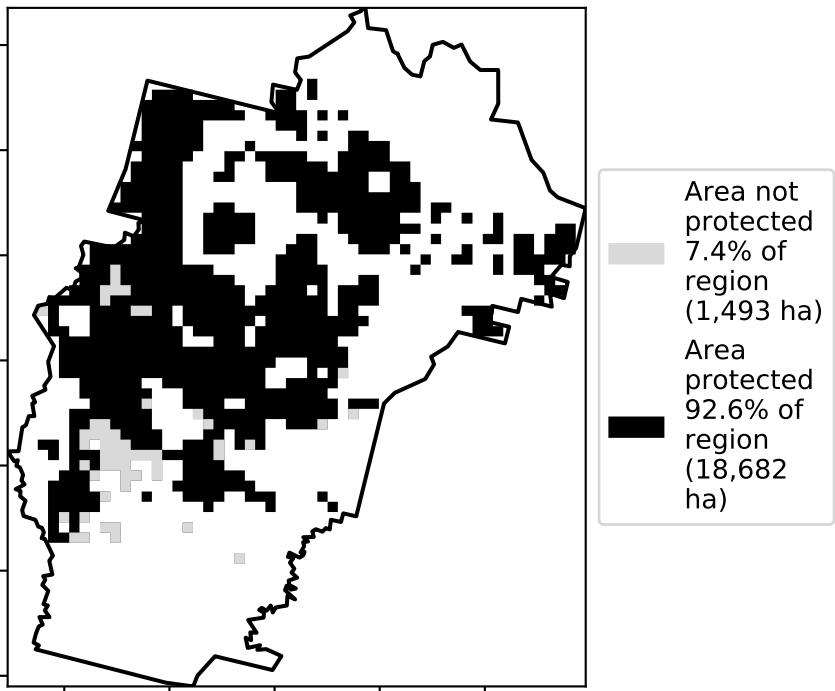 Area not
protected
7.4% of
region
(1,493 ha)
Area
protected
92.6% of
region
(18,682
ha)